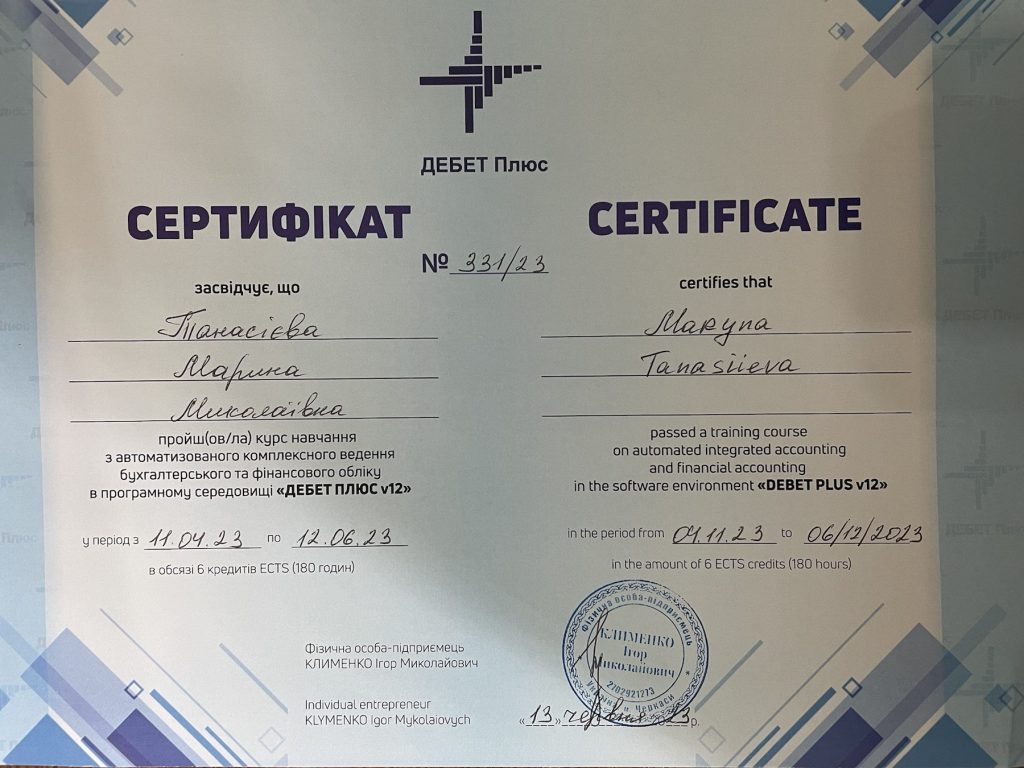 ДЕБЕТ Плюс
СЕРТИФІКАТ
CERTIFICATE
№ 331/23
засвідчує, що
Танасієва
Марина
Миколаївна
пройш(ов/ла) курс навчання
з автоматизованого комплексного ведення
бухгалтерського та фінансового обліку
в програмному середовищі «ДЕБЕТ ПЛЮС v12»
у період з 11.04.23 по 12.06.23
в обсязі 6 кредитів ECTS (180 годин)
certifies that
Maryna
Tanasiieva
passed a training course
on automated integrated accounting
and financial accounting
in the software environment «DEBET PLUS v12»
in the period from 04.11.23 to 06/12/2023
in the amount of 6 ECTS credits (180 hours)
Фізична особа-підприємець
КЛИМЕНКО Ігор Миколайович
Individual entrepreneur
KLYMENKO Igor Mykolaiovych
Фізична особа-підприємець
КЛИМЕНКО
Ігор
Миколайович
2702921273
Україна м Черкаси
«13» червня 23р.